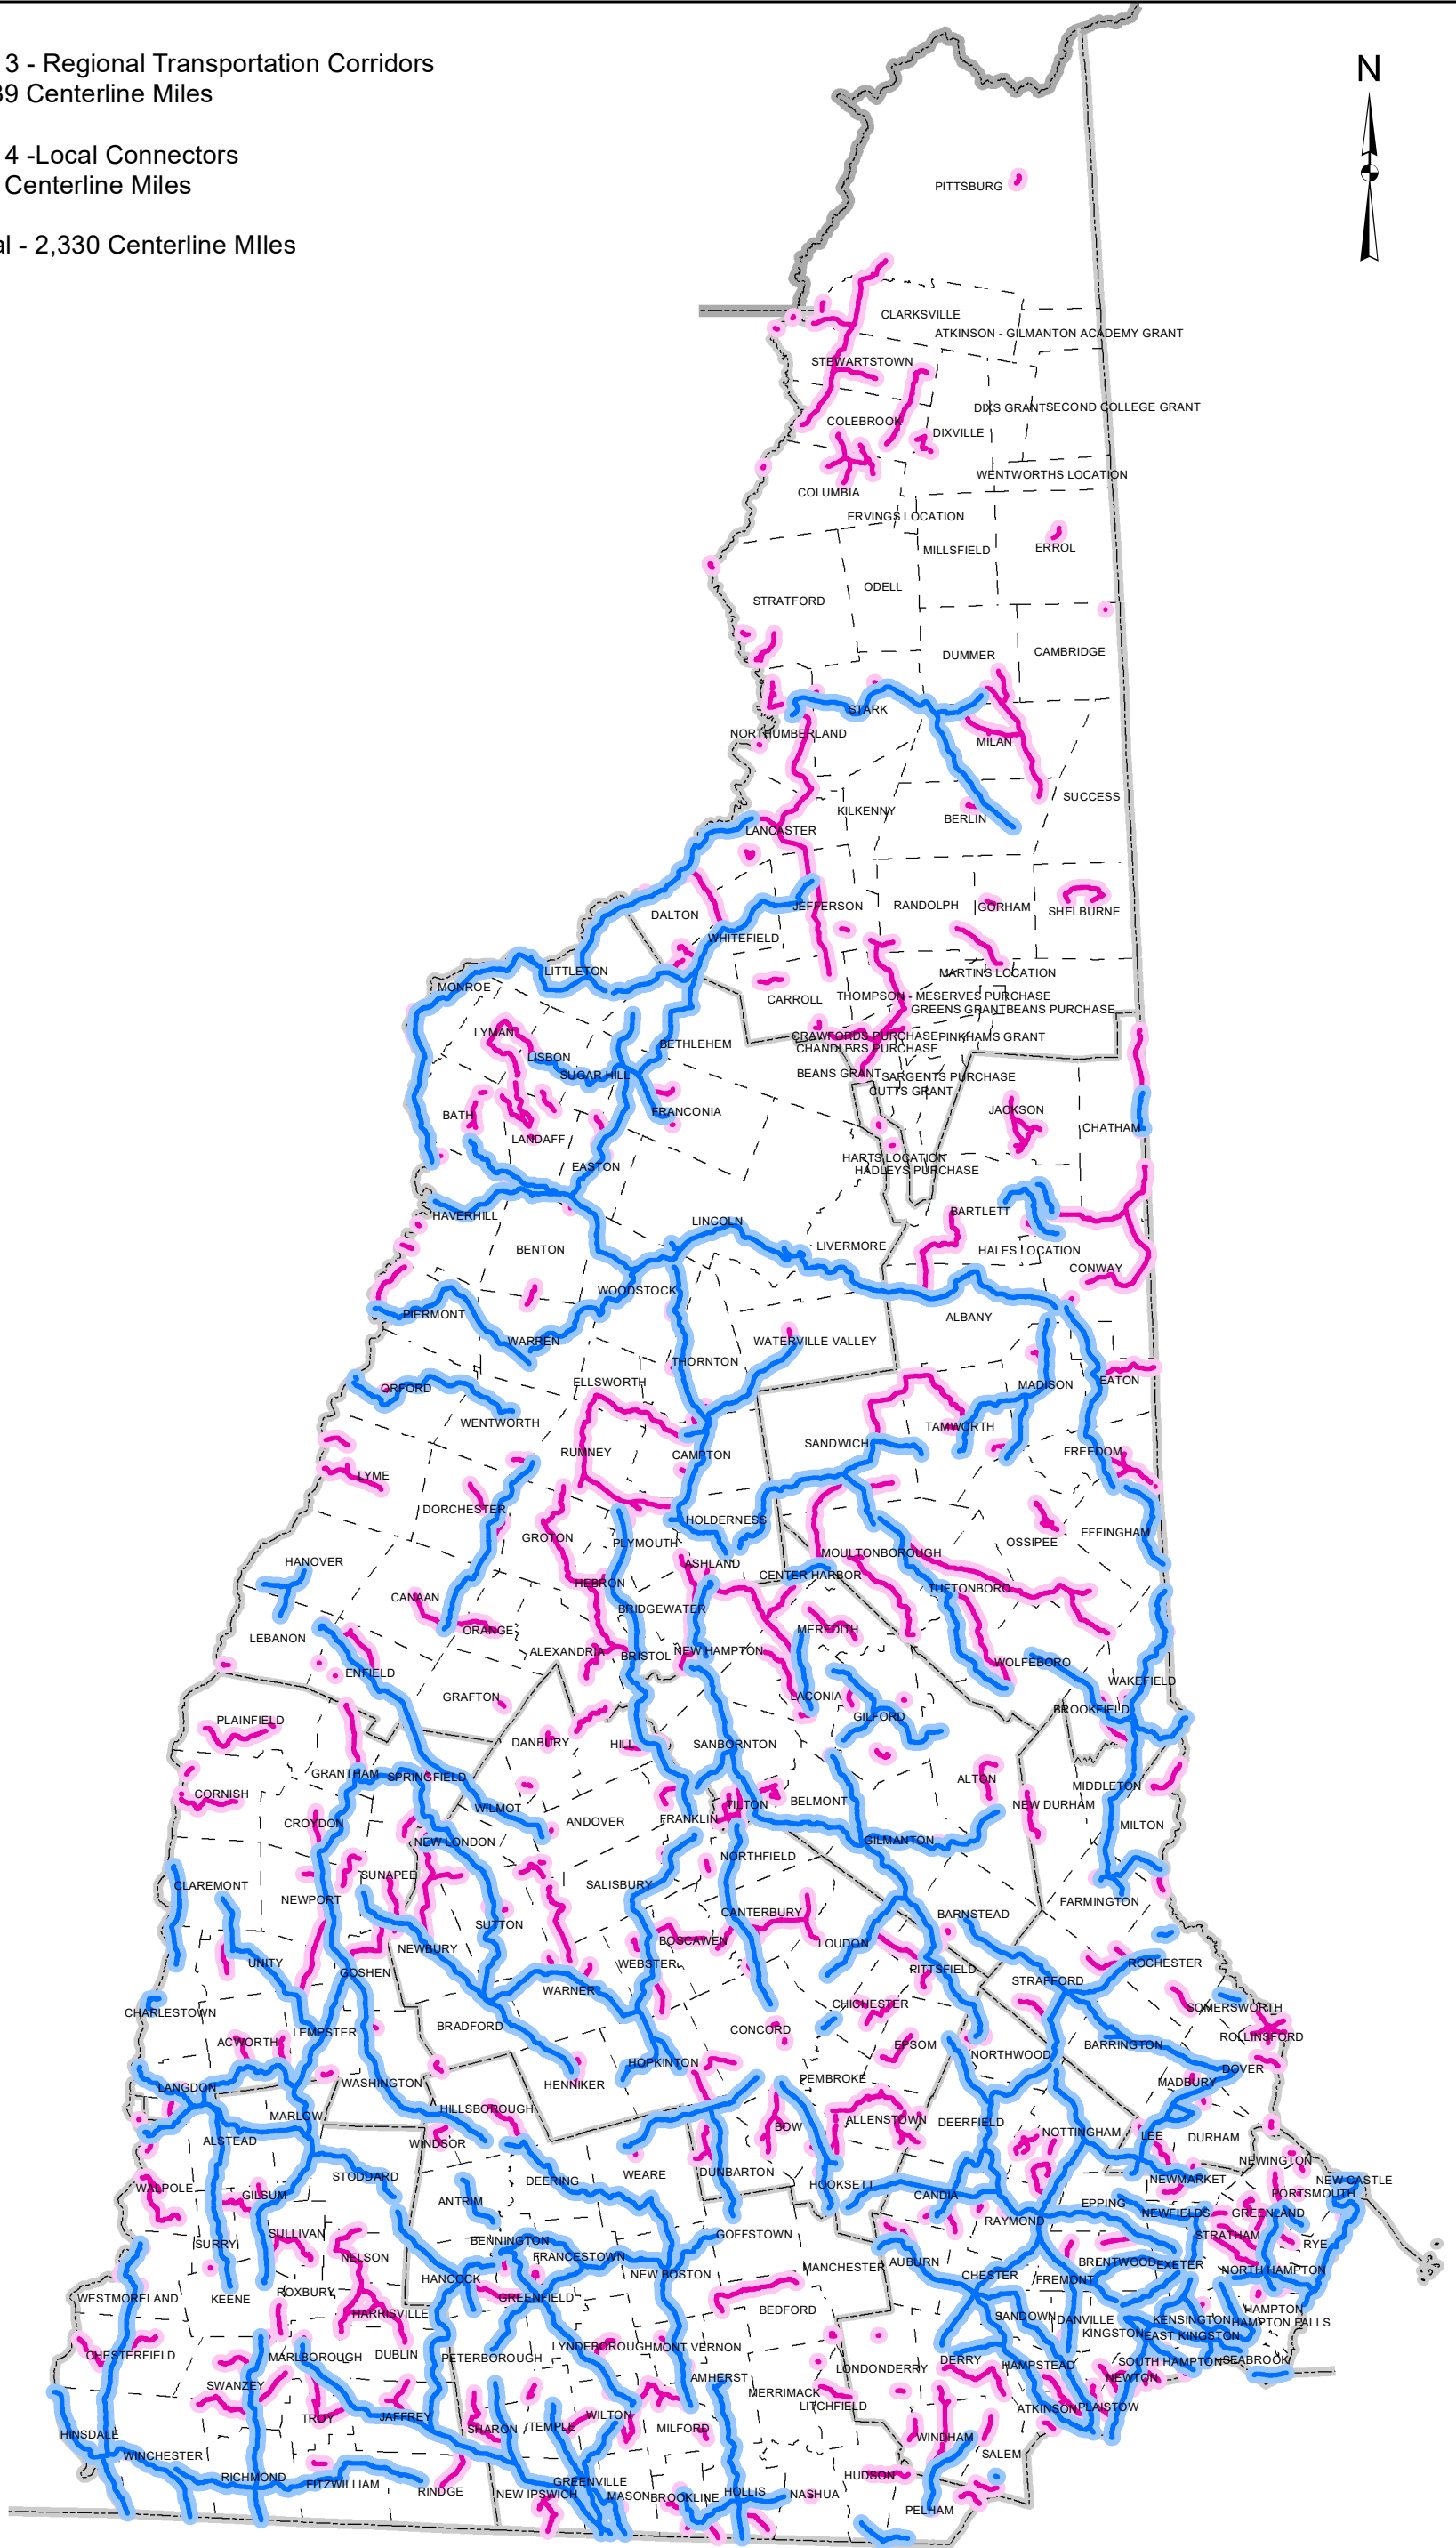 3 - Regional Transportation Corridors
39 Centerline Miles
4 -Local Connectors
Centerline Miles
al - 2,330 Centerline MIles
N
PITTSBURG
CLARKSVILLE
ATKINSON - GILMANTON ACADEMY GRANT
STEWARTSTOWN
DIXS GRANT
SECOND COLLEGE GRANT
COLEBROOK
DIXVILLE
WENTWORTHS LOCATION
COLUMBIA
ERVINGS LOCATION
MILLSFIELD
ERROL
ODELL
STRATFORD
DUMMER
CAMBRIDGE
STARK
NORTHUMBERLAND
MILAN
SUCCESS
KILKENNY
BERLIN
LANCASTER
JEFFERSON
RANDOLPH
GORHAM
SHELBURNE
DALTON
WHITEFIELD
LITTLETON
MARTINS LOCATION
MONROE
CARROLL
THOMPSON - MESERVES PURCHASE
GREENS GRANT
BEANS PURCHASE
LYMAN
CRAWFORDS PURCHASE
PINKHAMS GRANT
BETHLEHEM
CHANDLERS PURCHASE
LISBON
SUGAR HILL
BEANS GRANT
SARGENTS PURCHASE
CUTTS GRANT
BATH
FRANCONIA
JACKSON
CHATHAM
LANDAFF
HARTS LOCATION
EASTON
HADLEYS PURCHASE
BARTLETT
HAVERHILL
LINCOLN
BENTON
LIVERMORE
HALES LOCATION
CONWAY
WOODSTOCK
PIERMONT
ALBANY
WARREN
WATERVILLE VALLEY
THORNTON
ELLSWORTH
EATON
MADISON
ORFORD
WENTWORTH
TAMWORTH
SANDWICH
RUMNEY
CAMPTON
FREEDOM
LYME
DORCHESTER
HOLDERNESS
GROTON
PLYMOUTH
EFFINGHAM
OSSIPEE
MOULTONBOROUGH
HANOVER
ASHLAND
CENTER HARBOR
HEBRON
TUFTONBORO
CANAAN
BRIDGEWATER
ORANGE
MEREDITH
LEBANON
ALEXANDRIA
BRISTOL
NEW HAMPTON
WOLFEBORO
ENFIELD
WAKEFIELD
GRAFTON
LACONIA
BROOKFIELD
GILFORD
PLAINFIELD
DANBURY
HILL
SANBORNTON
GRANTHAM
SPRINGFIELD
ALTON
MIDDLETON
CORNISH
BELMONT
TILTON
NEW DURHAM
WILMOT
CROYDON
ANDOVER
FRANKLIN
MILTON
NEW LONDON
GILMANTON
NORTHFIELD
SUNAPEE
CLAREMONT
SALISBURY
NEWPORT
FARMINGTON
CANTERBURY
BARNSTEAD
SUTTON
BOSCAWEN
LOUDON
NEWBURY
UNITY
WEBSTER
ROCHESTER
GOSHEN
PITTSFIELD
STRAFFORD
WARNER
CHICHESTER
SOMERSWORTH
CHARLESTOWN
BRADFORD
CONCORD
LEMPSTER
ROLLINSFORD
ACWORTH
EPSOM
BARRINGTON
NORTHWOOD
HOPKINTON
DOVER
PEMBROKE
MADBURY
WASHINGTON
HENNIKER
LANGDON
HILLSBOROUGH
MARLOW
ALLENSTOWN
DEERFIELD
BOW
NOTTINGHAM
LEE
DURHAM
ALSTEAD
WINDSOR
NEWINGTON
DUNBARTON
WEARE
STODDARD
DEERING
NEWMARKET
NEW CASTLE
HOOKSETT
WALPOLE
PORTSMOUTH
GILSUM
ANTRIM
CANDIA
EPPING
RAYMOND
NEWFIELDS
GREENLAND
SULLIVAN
GOFFSTOWN
STRATHAM
SURRY
BENNINGTON
RYE
NELSON
FRANCESTOWN
AUBURN
BRENTWOOD
EXETER
MANCHESTER
NEW BOSTON
NORTH HAMPTON
HANCOCK
CHESTER
FREMONT
ROXBURY
WESTMORELAND
KEENE
GREENFIELD
HARRISVILLE
BEDFORD
HAMPTON
SANDOWN
DANVILLE
KENSINGTON
HAMPTON FALLS
KINGSTON
EAST KINGSTON
LYNDEBOROUGH
MONT VERNON
CHESTERFIELD
MARLBOROUGH
DUBLIN
PETERBOROUGH
DERRY
HAMPSTEAD
SOUTH HAMPTON
SEABROOK
LONDONDERRY
AMHERST
NEWTON
SWANZEY
MERRIMACK
LITCHFIELD
ATKINSON
PLAISTOW
TROY
JAFFREY
WILTON
SHARON
TEMPLE
MILFORD
HINSDALE
WINDHAM
SALEM
WINCHESTER
RICHMOND
FITZWILLIAM
RINDGE
GREENVILLE
HUDSON
NEW IPSWICH
MASON
BROOKLINE
HOLLIS
NASHUA
PELHAM